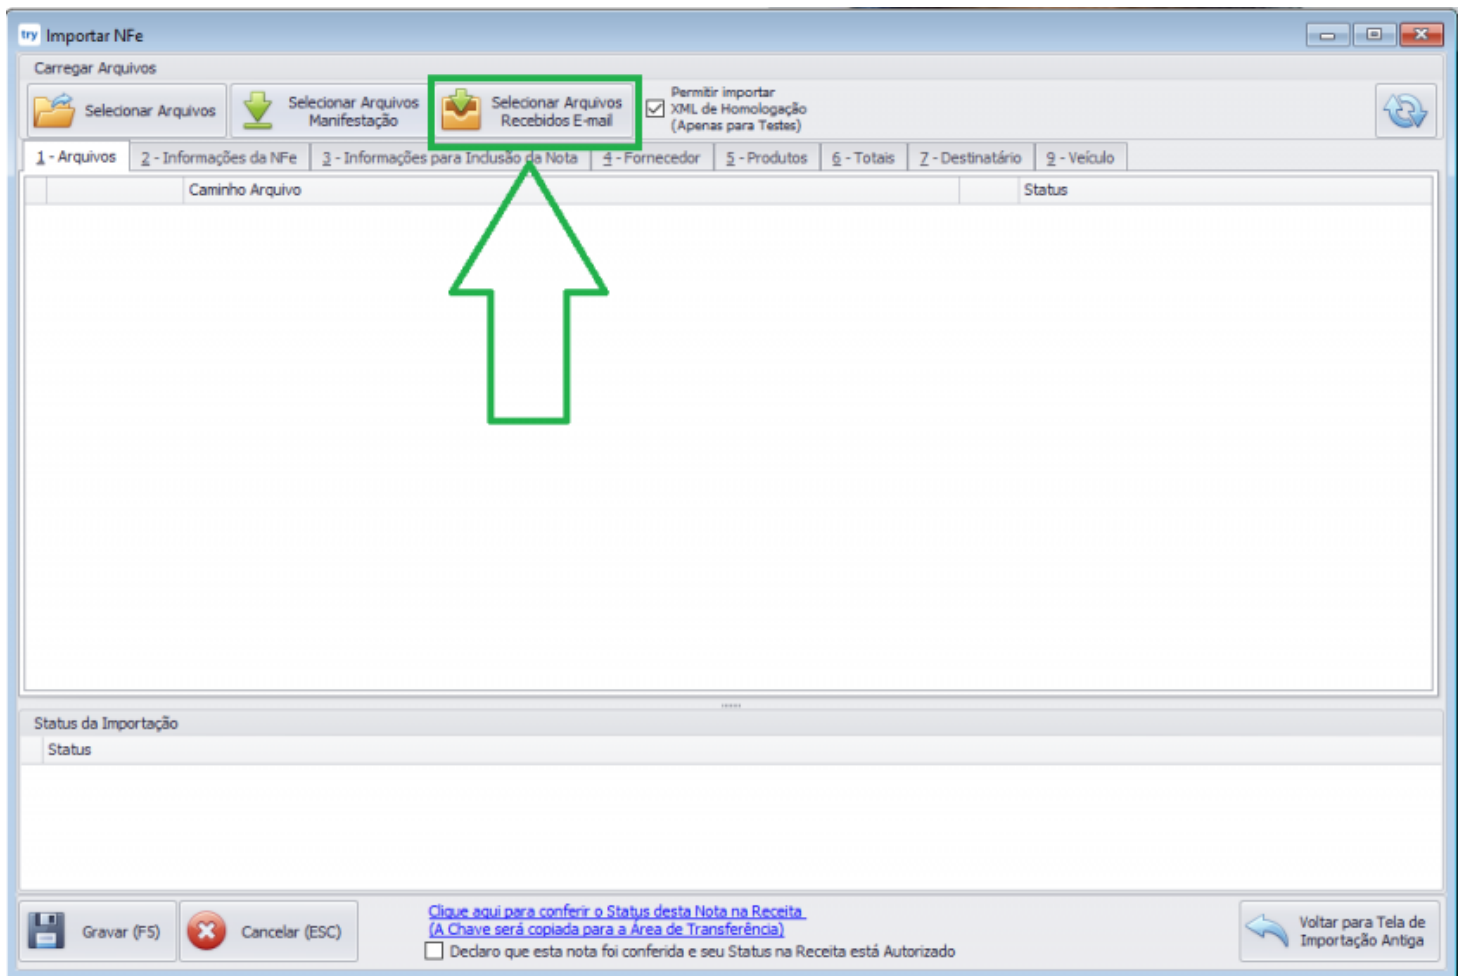 try Importar NFe
Carregar Arquivos
Selecionar Arquivos
Selecionar Arquivos
Manifestação
Selecionar Arquivos
Recebidos E-mail
Permitir importar
XML de Homologação
(Apenas para Testes)
1 - Arquivos
2 - Informações da NFe
3 - Informações para Inclusão da Nota
4 - Fornecedor
5 - Produtos
6 - Totais
7 - Destinatário
9 - Veículo
Caminho Arquivo
Status
Status da Importação
Status
Gravar (F5)
Cancelar (ESC)
Clique aqui para conferir o Status desta Nota na Receita
(A Chave será copiada para a Área de Transferência)
Declaro que esta nota foi conferida e seu Status na Receita está Autorizado
Voltar para Tela de
Importação Antiga